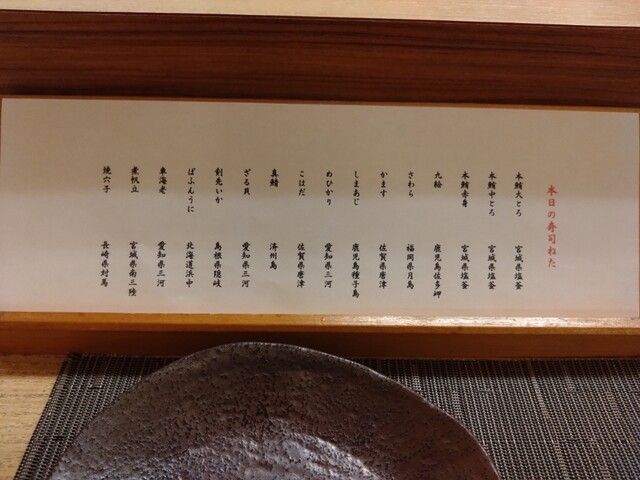 本日の寿司ねた
本鮪大とろ 宮城県塩釜
本鮪中とろ 宮城県塩釜
本鮪赤身 宮城県塩釜
九絵 鹿児島佐多岬
さわら 福岡県月島
かます 佐賀県唐津
しまあじ 鹿児島種子島
めひかり 愛知県三河
こはだ 佐賀県唐津
真鯖 済州島
ざる貝 愛知県三河
剣先いか 島根県隠岐
ばふんうに 北海道浜中
車海老 愛知県三河
帆立 宮城県南三陸
焼穴子 長崎県対馬